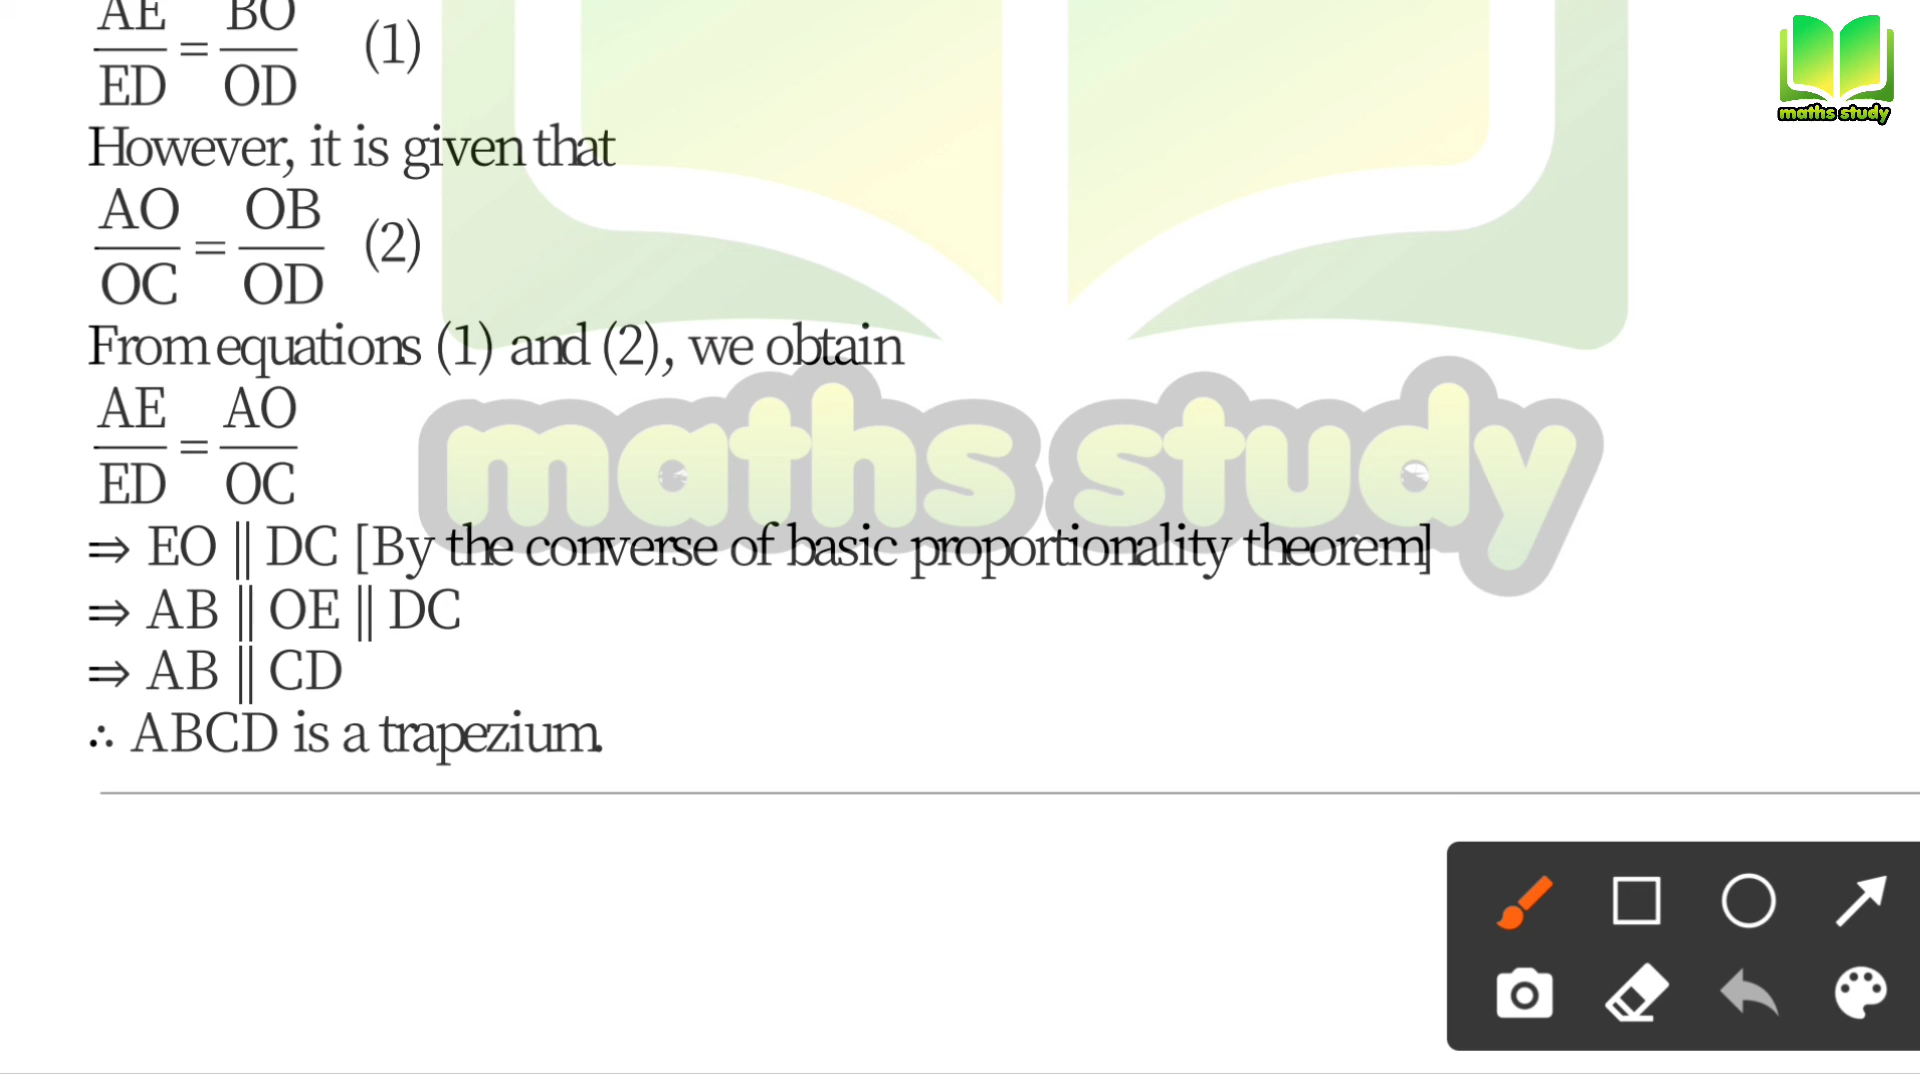 AE/ED = BO/OD (1)
However, it is given that
AO/OC = OB/OD (2)
From equations (1) and (2), we obtain
AE/ED = AO/OC
⇒ EO || DC [By the converse of basic proportionality theorem]
⇒ AB || OE || DC
⇒ AB || CD
∴ ABCD is a trapezium.
maths study
maths study